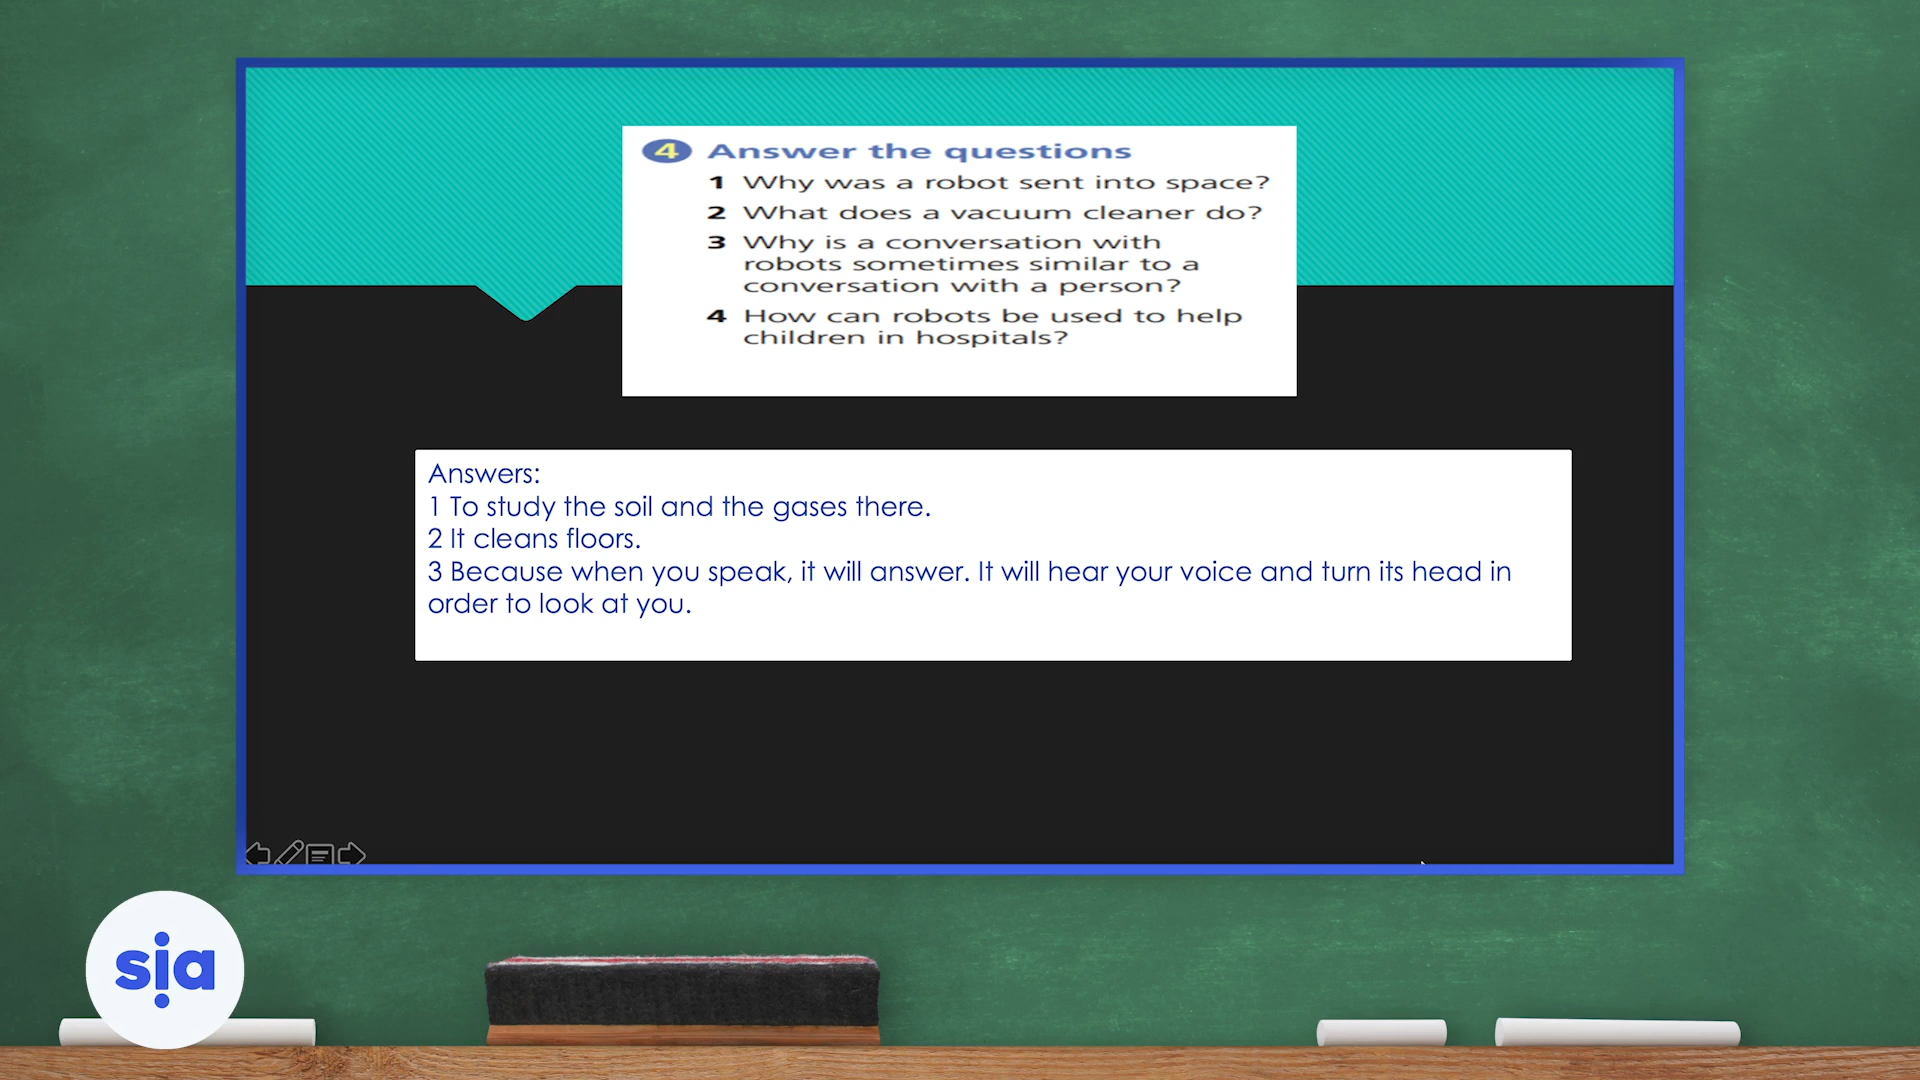 4 Answer the questions
1 Why was a robot sent into space?
2 What does a vacuum cleaner do?
3 Why is a conversation with
robots sometimes similar to a
conversation with a person?
4 How can robots be used to help
children in hospitals?
Answers:
1 To study the soil and the gases there.
2 It cleans floors.
3 Because when you speak, it will answer. It will hear your voice and turn its head in
order to look at you.
sia